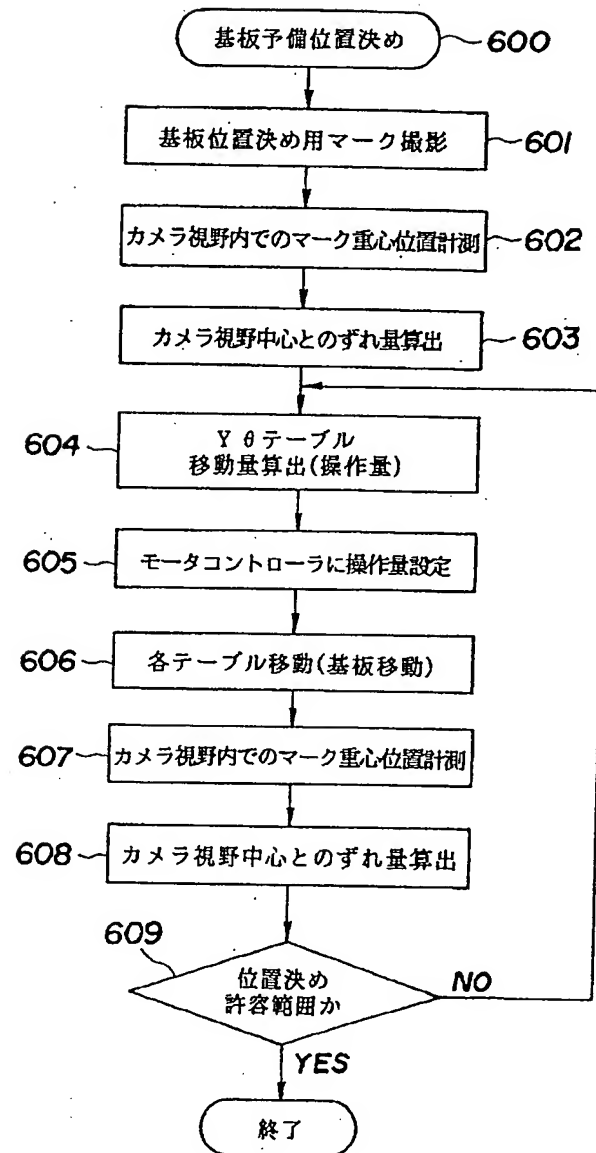 基板予備位置決め
600
基板位置決め用マーク撮影
601
カメラ視野内でのマーク重心位置計測
602
カメラ視野中心とのずれ量算出
603
604
Yθテーブル
移動量算出(操作量)
605
モータコントローラに操作量設定
606
各テーブル移動(基板移動)
607
カメラ視野内でのマーク重心位置計測
608
カメラ視野中心とのずれ量算出
609
位置決め
許容範囲か
NO
YES
終了